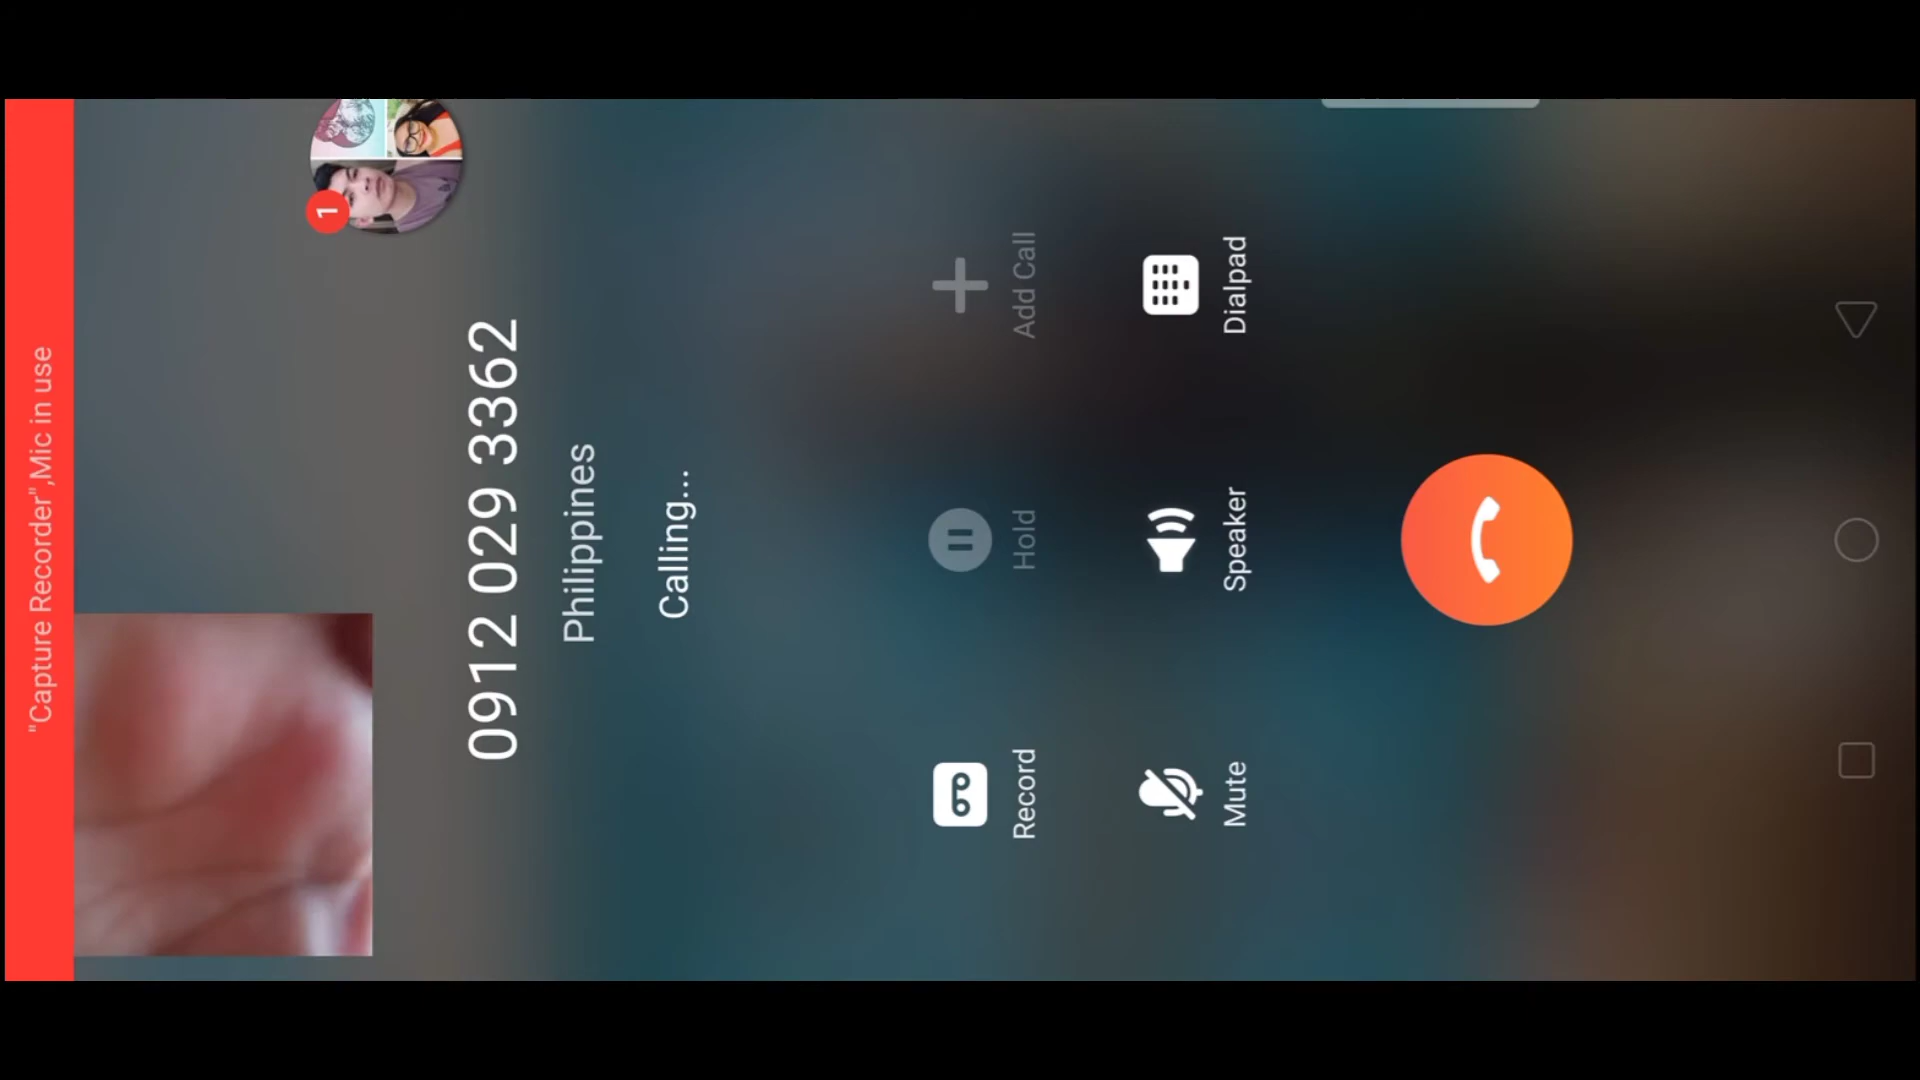 "Capture Recorder",Mic in use
1
0912 029 3362
Philippines
Calling...
Record
Hold
Add Call
Mute
Speaker
Dialpad